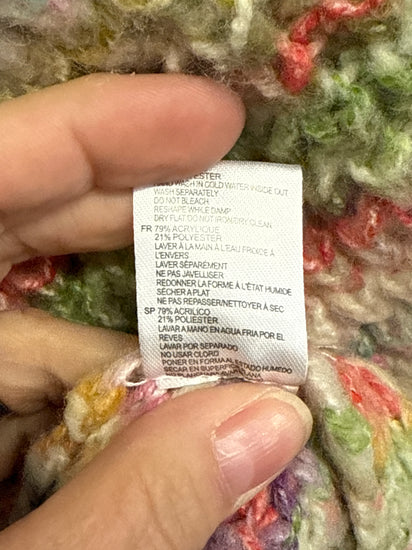 POLYESTER
HAND WASH IN COLD WATER INSIDE OUT
WASH SEPARATELY
DO NOT BLEACH
RESHAPE WHILE DAMP
DRY FLAT DO NOT IRON/DRY CLEAN
FR 79% ACRYLIQUE
21% POLYESTER
LAVER À LA MAIN À L'EAU FROIDE À
L'ENVERS
LAVER SÉPARÉMENT
NE PAS JAVELLISER
REDONNER LA FORME À L'ÉTAT HUMIDE
SÉCHER A PLAT
NE PAS REPASSER/NETTOYER À SEC
SP 79% ACRILICO
21% POLIESTER
LAVAR A MANO EN AGUA FRIA POR EL
REVES
LAVAR POR SEPARADO
NO USAR CLORO
PONER EN FORMA AL ESTADO HUMEDO
SECAR EN